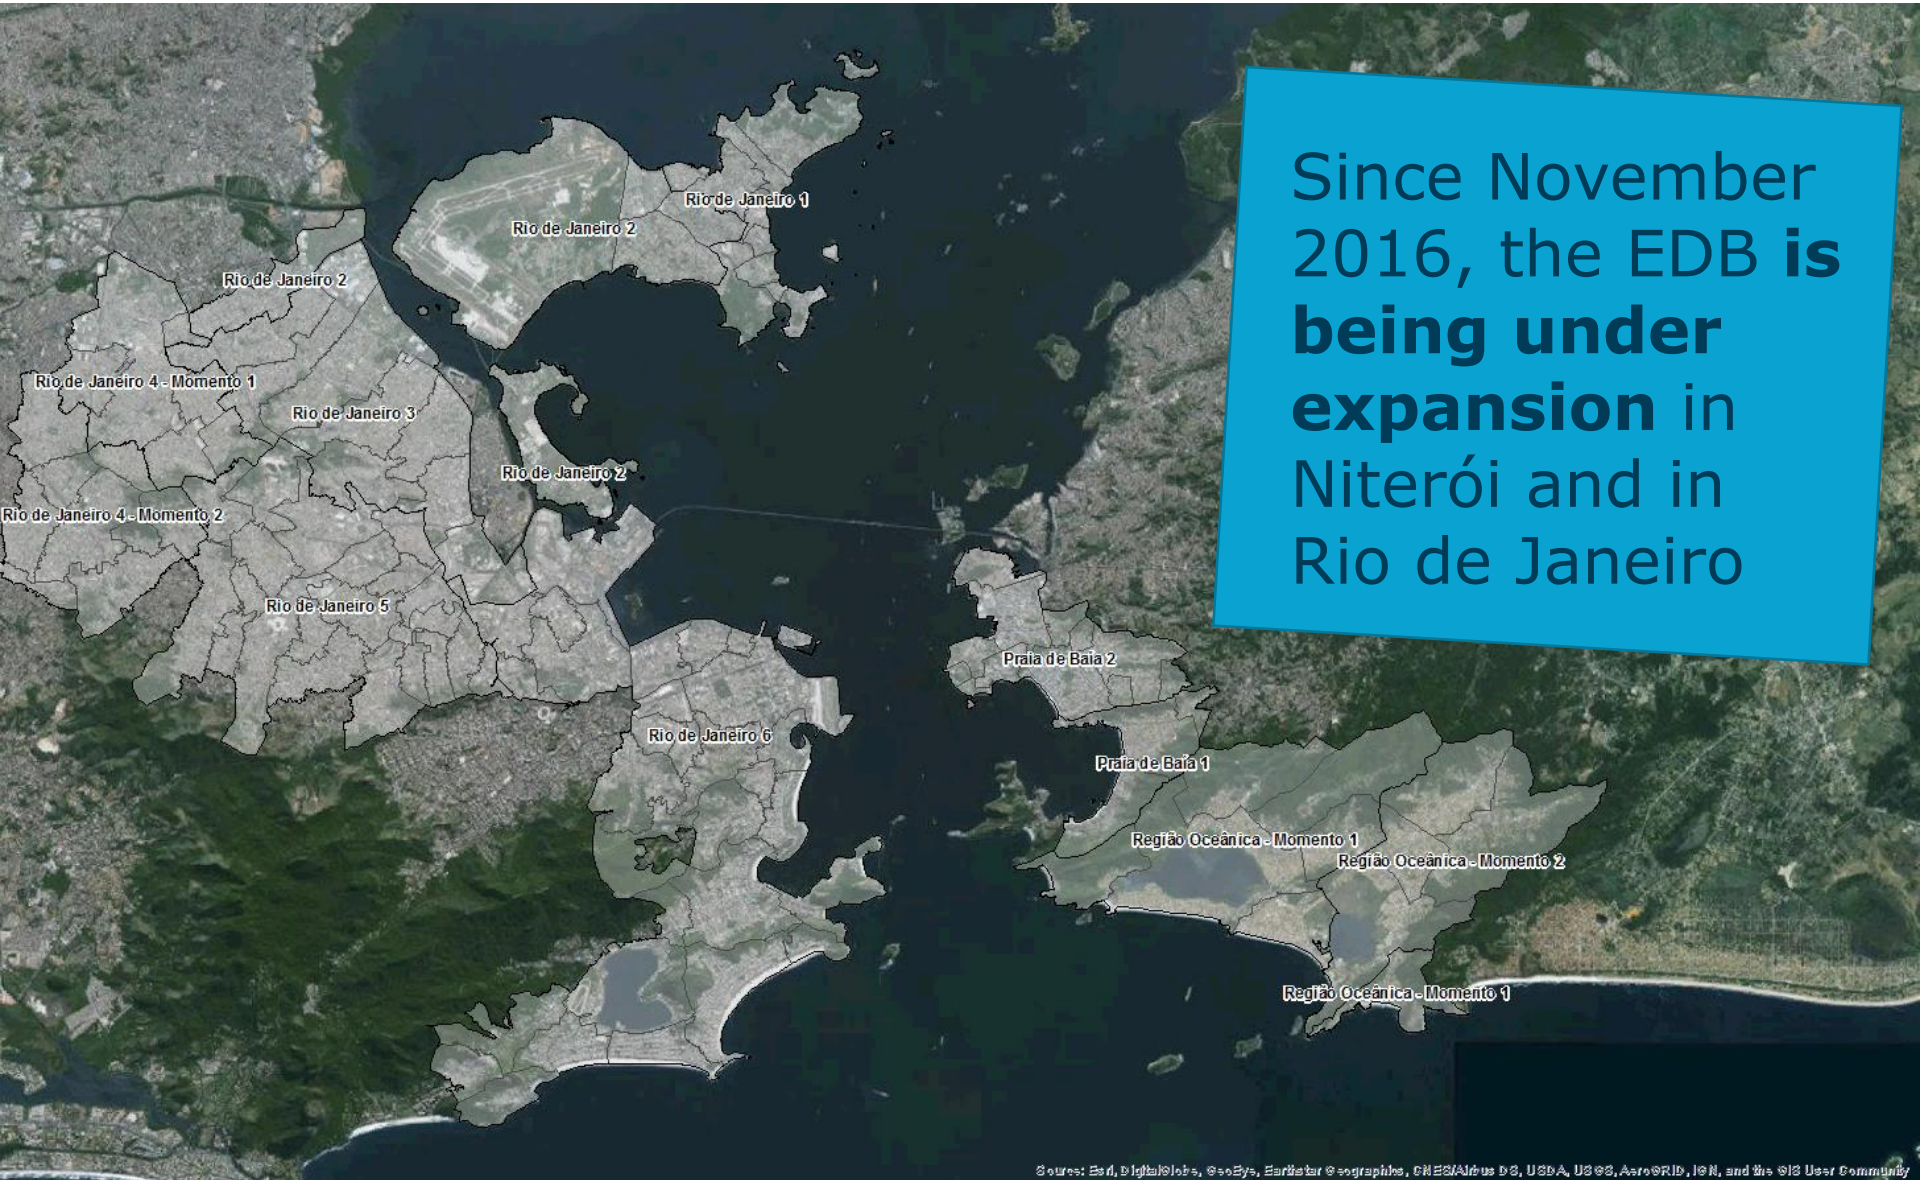 Since November
2016, the EDB is
being under
expansion in
Niterói and in
Rio de Janeiro
Rio de Janeiro 1
Rio de Janeiro 2
Rio de Janeiro 2
Rio de Janeiro 4 - Momento 1
Rio de Janeiro 3
Rio de Janeiro 2
Rio de Janeiro 4 - Momento 2
Rio de Janeiro 5
Praia de Baia 2
Rio de Janeiro 6
Praia de Baía 1
Região Oceânica - Momento 1
Região Oceânica - Momento 2
Região Oceânica - Momento 1
Source: Esri, DigitalGlobe, GeoEye, Earthstar Geographics, CNES/Airbus DS, USDA, USGS, AeroGRID, IGN, and the GIS User Community